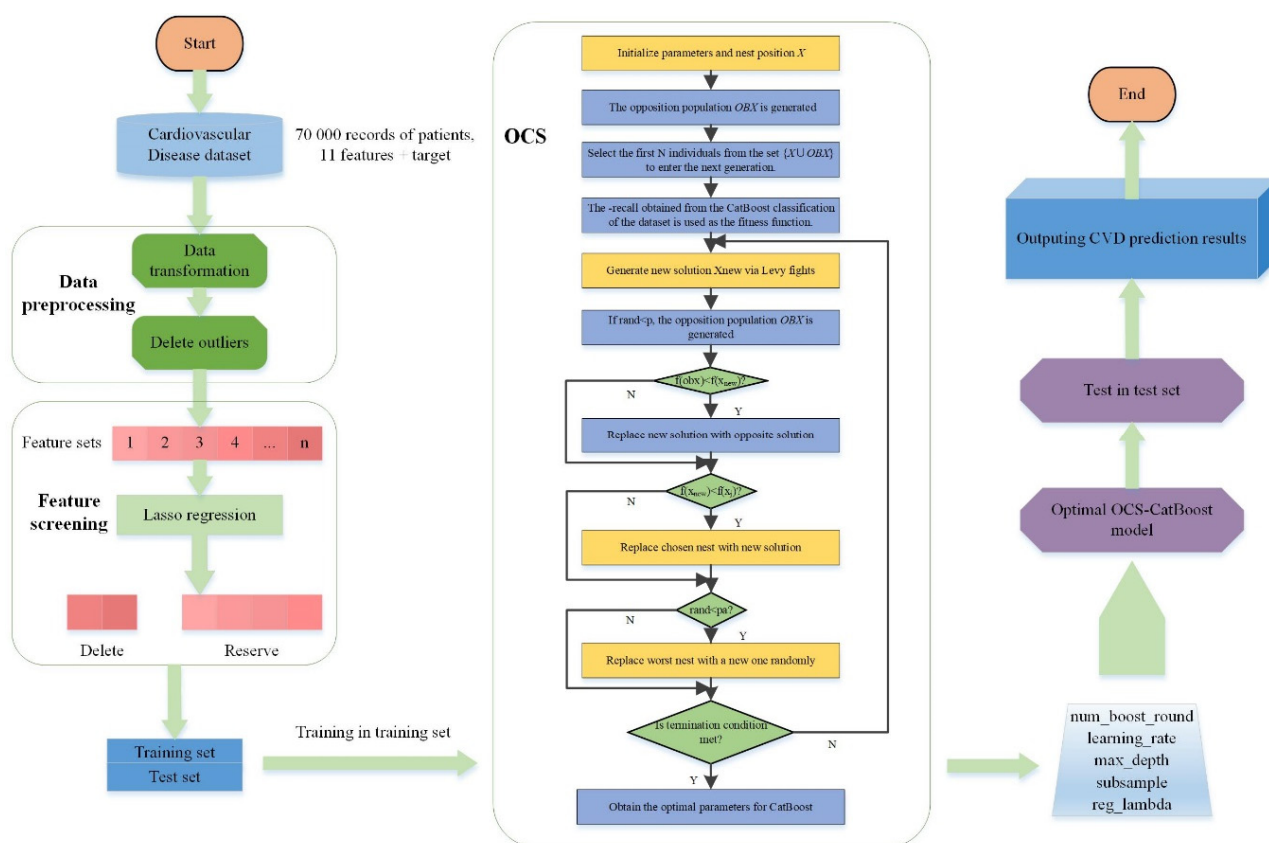 Start
Cardiovascular
Disease dataset
70 000 records of patients,
11 features + target
Data
preprocessing
Data
transformation
Delete outliers
Feature sets
1 2 3 4 ... n
Feature
screening
Lasso regression
Delete
Reserve
Training set
Test set
Training in training set
OCS
Initialize parameters and nest position X
The opposition population OBX is generated
Select the first N individuals from the set {X∪OBX}
to enter the next generation.
The -recall obtained from the CatBoost classification
of the dataset is used as the fitness function.
Generate new solution Xnew via Levy fights
If rand<p, the opposition population OBX is
generated
f(obx)<f(xnew)?
N
Y
Replace new solution with opposite solution
f(xnew)<f(xj)?
N
Y
Replace chosen nest with new solution
rand<pa?
N
Y
Replace worst nest with a new one randomly
Is termination condition
met?
N
Y
Obtain the optimal parameters for CatBoost
num_boost_round
learning_rate
max_depth
subsample
reg_lambda
Optimal OCS-CatBoost
model
Test in test set
Outputing CVD prediction results
End